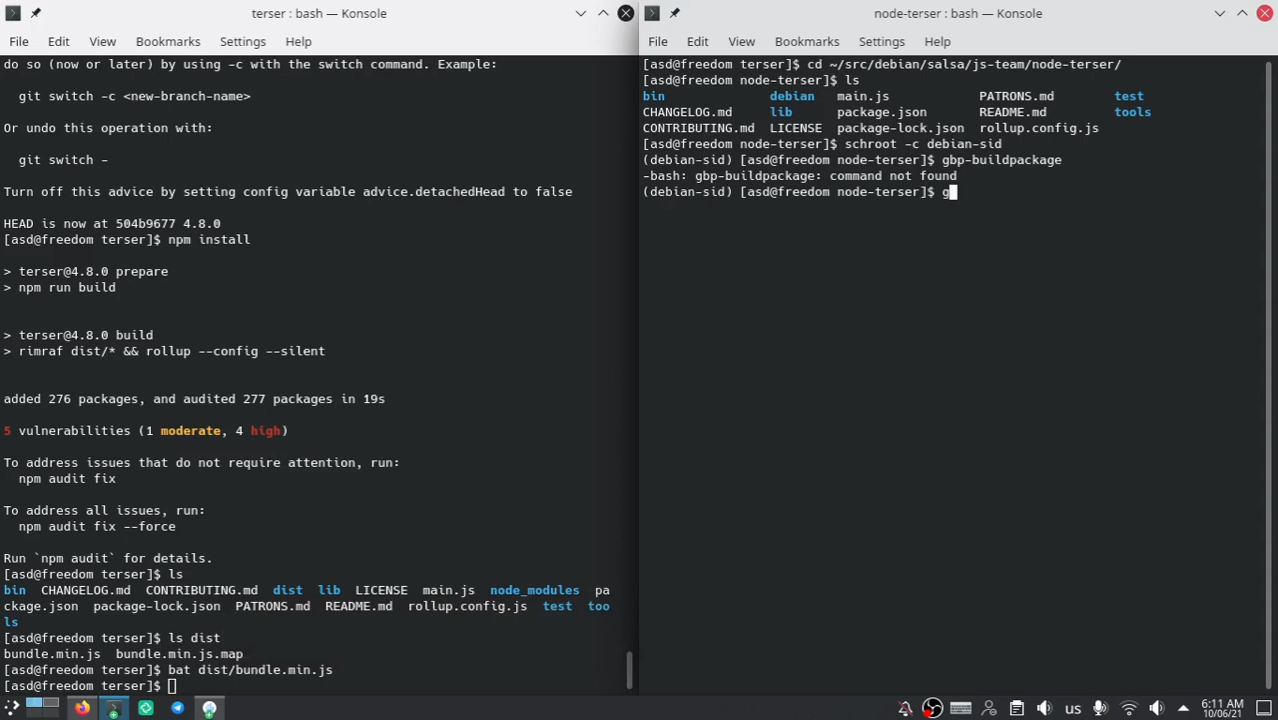 terser : bash — Konsole
File Edit View Bookmarks Settings Help
do so (now or later) by using -c with the switch command. Example:
git switch -c <new-branch-name>
Or undo this operation with:
git switch -
Turn off this advice by setting config variable advice.detachedHead to false
HEAD is now at 504b9677 4.8.0
[asd@freedom terser]$ npm install
> terser@4.8.0 prepare
> npm run build
> terser@4.8.0 build
> rimraf dist/* && rollup --config --silent
added 276 packages, and audited 277 packages in 19s
5 vulnerabilities (1 moderate, 4 high)
To address issues that do not require attention, run:
npm audit fix
To address all issues, run:
npm audit fix --force
Run `npm audit` for details.
[asd@freedom terser]$ ls
bin CHANGELOG.md CONTRIBUTING.md dist lib LICENSE main.js node_modules pa
ckage.json package-lock.json PATRONS.md README.md rollup.config.js test too
ls
[asd@freedom terser]$ ls dist
bundle.min.js bundle.min.js.map
[asd@freedom terser]$ bat dist/bundle.min.js
[asd@freedom terser]$
node-terser : bash — Konsole
File Edit View Bookmarks Settings Help
[asd@freedom terser]$ cd ~/src/debian/salsa/js-team/node-terser/
[asd@freedom node-terser]$ ls
bin debian main.js PATRONS.md test
CHANGELOG.md lib package.json README.md tools
CONTRIBUTING.md LICENSE package-lock.json rollup.config.js
[asd@freedom node-terser]$ schroot -c debian-sid
(debian-sid) [asd@freedom node-terser]$ gbp-buildpackage
-bash: gbp-buildpackage: command not found
(debian-sid) [asd@freedom node-terser]$ g
us
6:11 AM
10/06/21